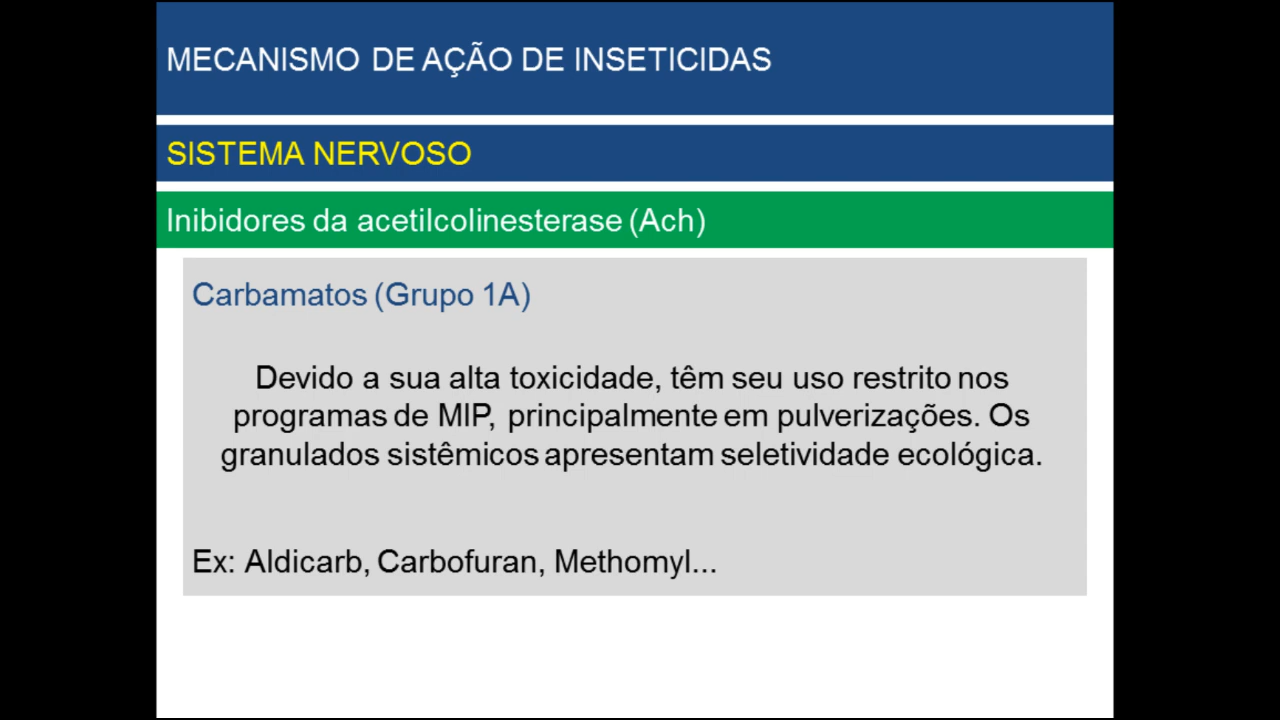 MECANISMO DE AÇÃO DE INSETICIDAS
SISTEMA NERVOSO
Inibidores da acetilcolinesterase (Ach)
Carbamatos (Grupo 1A)
Devido a sua alta toxicidade, têm seu uso restrito nos
programas de MIP, principalmente em pulverizações. Os
granulados sistêmicos apresentam seletividade ecológica.
Ex: Aldicarb, Carbofuran, Methomyl...